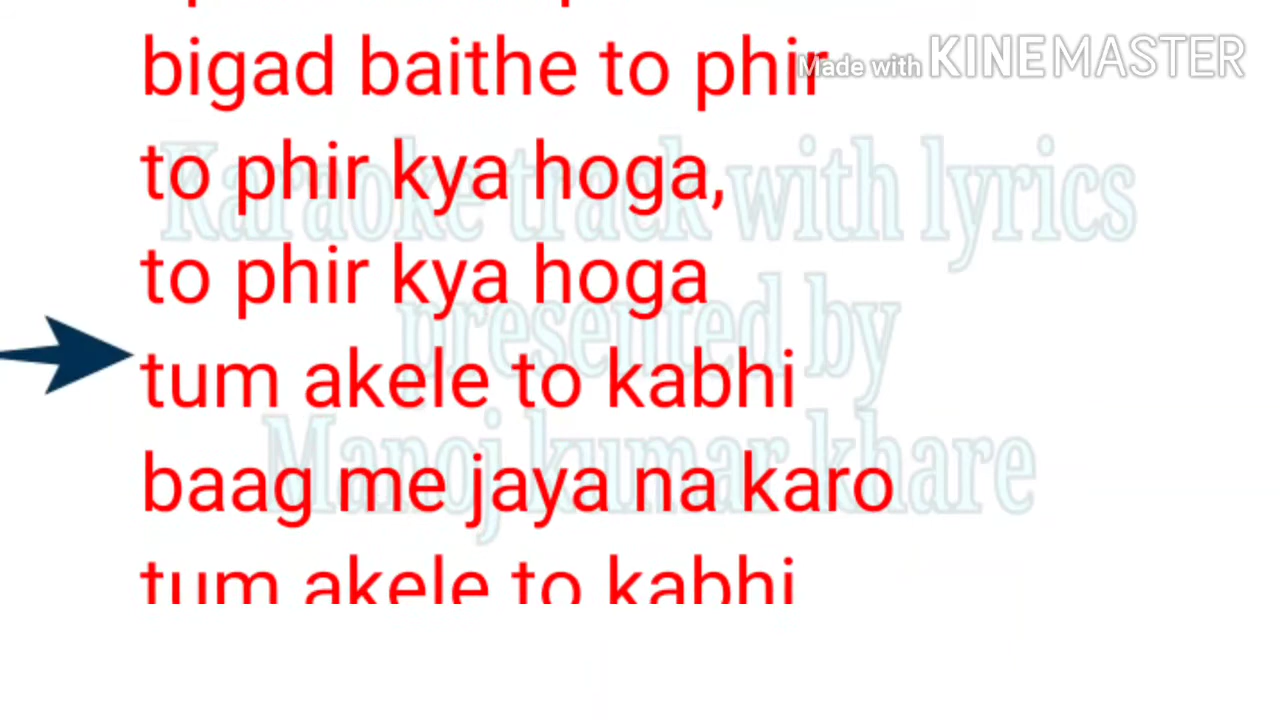 bigad baithe to phir
Made with KINEMASTER
to phir kya hoga,
Karaoke track with lyrics
to phir kya hoga
presented by
tum akele to kabhi
Manoj kumar khare
baag me jaya na karo
tum akele to kabhi